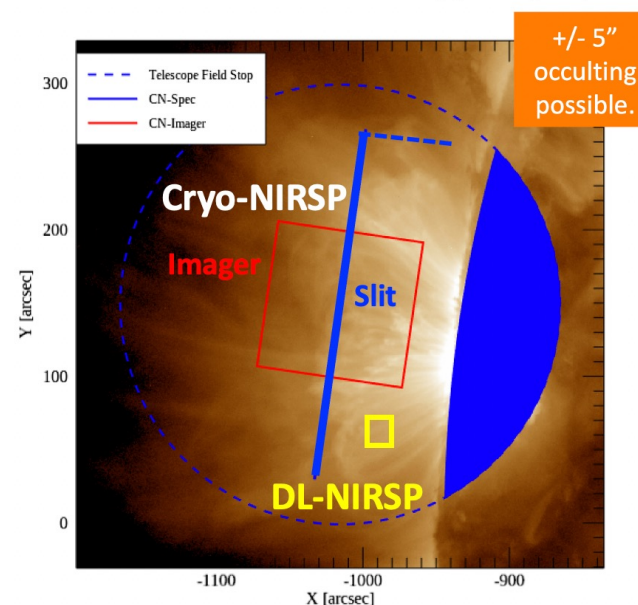 +/- 5”
occulting
possible.
Telescope Field Stop
CN-Spec
CN-Imager
Cryo-NIRSP
Imager
Slit
DL-NIRSP
300
200
100
0
Y [arcsec]
-1100
-1000
-900
X [arcsec]